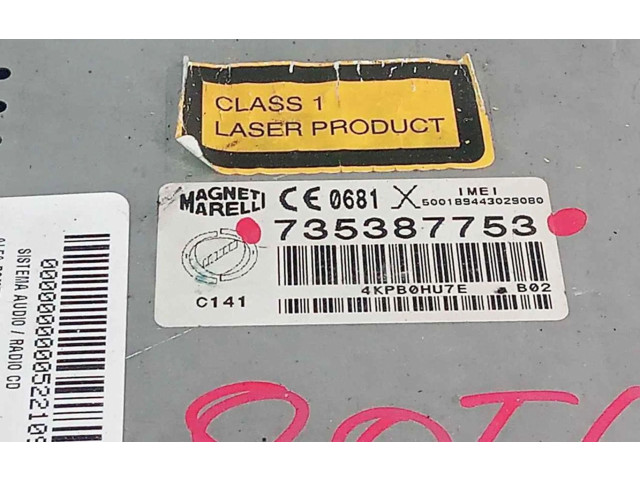 CLASS 1
LASER PRODUCT
MAGNETI
MARELLI
CE 0681
IMEI
500189443029080
735387753
C141
4KPB0HU7E
B02
SISTEMA AUDIO / RADIO CD